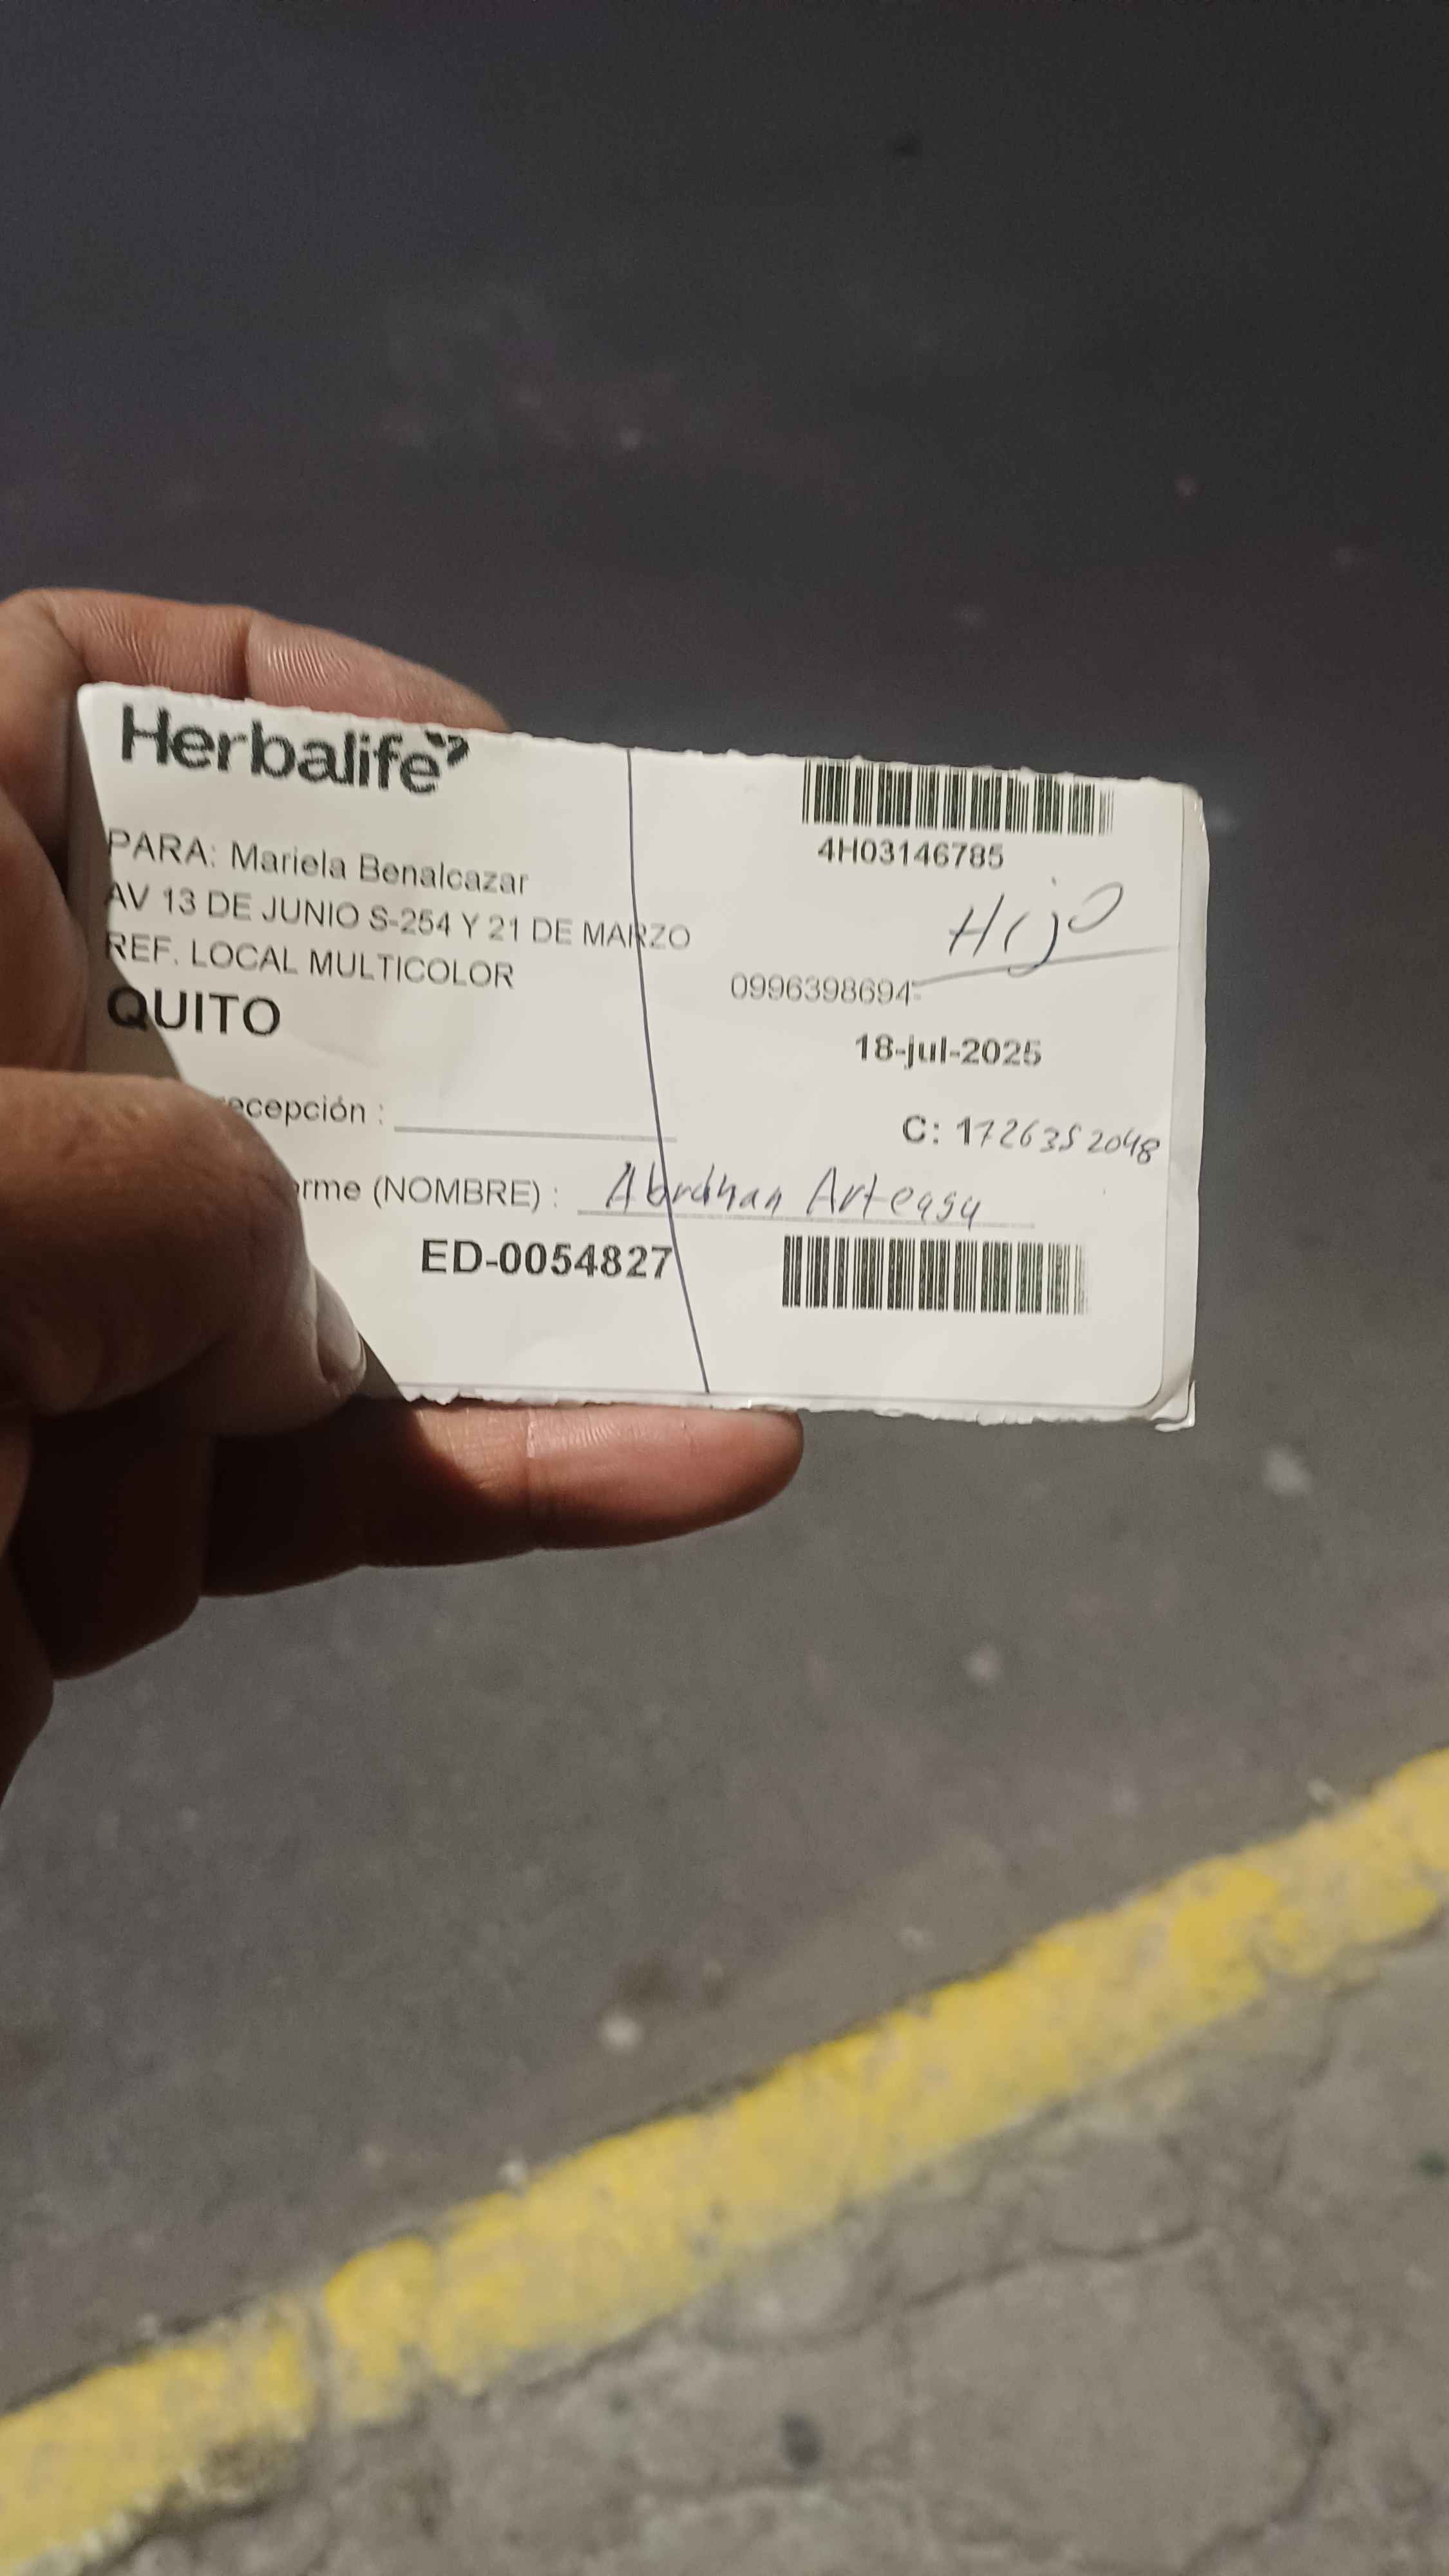 Herbalife
4H03146785
PARA: Mariela Benalcazar
Hijo
AV 13 DE JUNIO S-254 Y 21 DE MARZO
REF. LOCAL MULTICOLOR
0996398694-
QUITO
18-jul-2025
ecepción :
C: 1726352048
rme (NOMBRE) : Abrahan Arteaga
ED-0054827